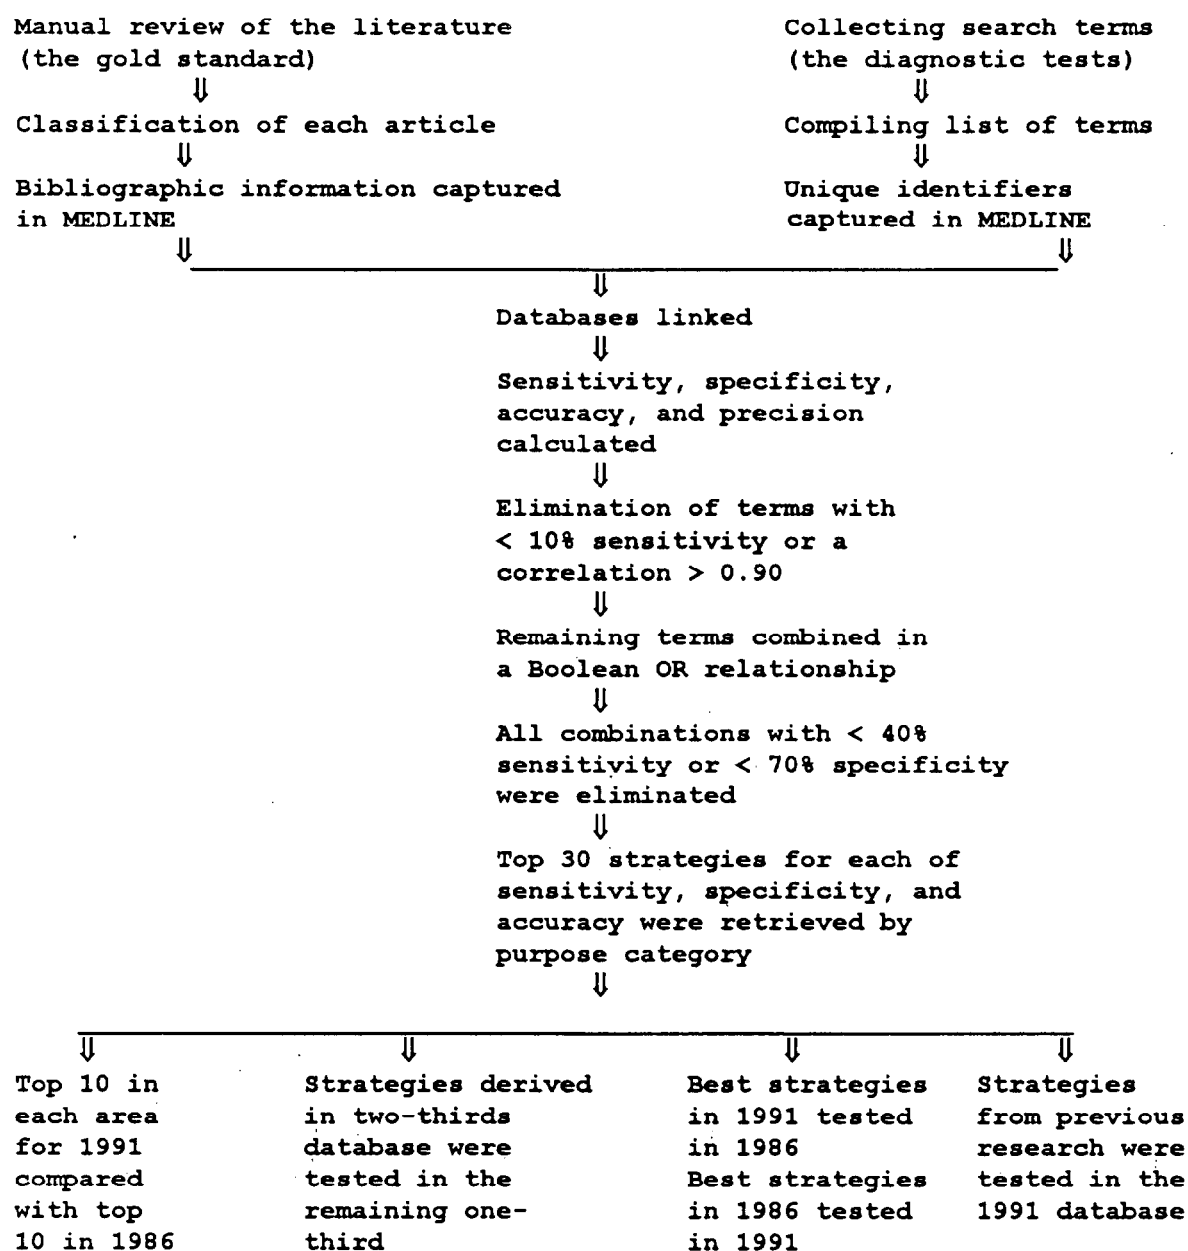 Manual review of the literature
(the gold standard)
⇓
Classification of each article
⇓
Bibliographic information captured
in MEDLINE
⇓
Collecting search terms
(the diagnostic tests)
⇓
Compiling list of terms
⇓
Unique identifiers
captured in MEDLINE
⇓
⇓
Databases linked
⇓
Sensitivity, specificity,
accuracy, and precision
calculated
⇓
Elimination of terms with
< 10% sensitivity or a
correlation > 0.90
⇓
Remaining terms combined in
a Boolean OR relationship
⇓
All combinations with < 40%
sensitivity or < 70% specificity
were eliminated
⇓
Top 30 strategies for each of
sensitivity, specificity, and
accuracy were retrieved by
purpose category
⇓
⇓
Top 10 in
each area
for 1991
compared
with top
10 in 1986
⇓
Strategies derived
in two-thirds
database were
tested in the
remaining one-
third
⇓
Best strategies
in 1991 tested
in 1986
Best strategies
in 1986 tested
in 1991
⇓
Strategies
from previous
research were
tested in the
1991 database